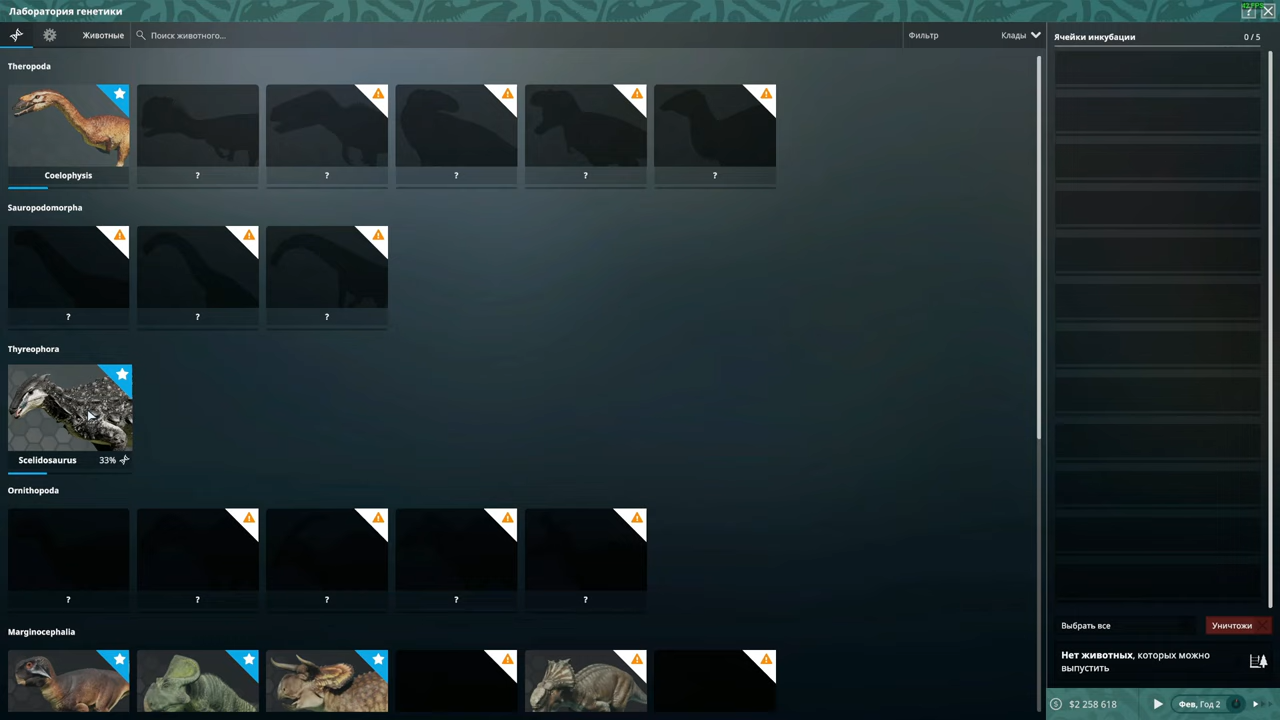 Лаборатория генетики
Животные
Поиск животного...
Фильтр
Клады
Ячейки инкубации
0 / 5
Theropoda
Coelophysis
?
?
?
?
?
Sauropodomorpha
?
?
?
Thyreophora
Scelidosaurus 33%
Ornithopoda
?
?
?
?
?
Marginocephalia
Выбрать все
Уничтожи
Нет животных, которых можно
выпустить
$2 258 618
Фев, Год 2